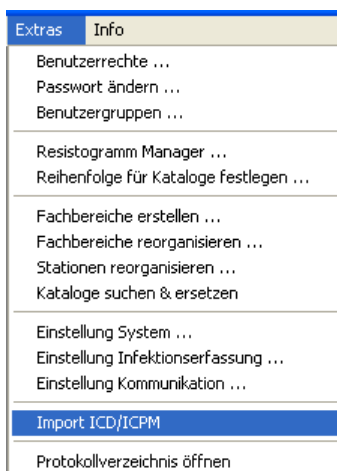 Extras Info
Benutzerrechte ...
Passwort ändern ...
Benutzergruppen ...
Resistogramm Manager ...
Reihenfolge für Kataloge festlegen ...
Fachbereiche erstellen ...
Fachbereiche reorganisieren ...
Stationen reorganisieren ...
Kataloge suchen & ersetzen
Einstellung System ...
Einstellung Infektionserfassung ...
Einstellung Kommunikation ...
Import ICD/ICPM
Protokollverzeichnis öffnen